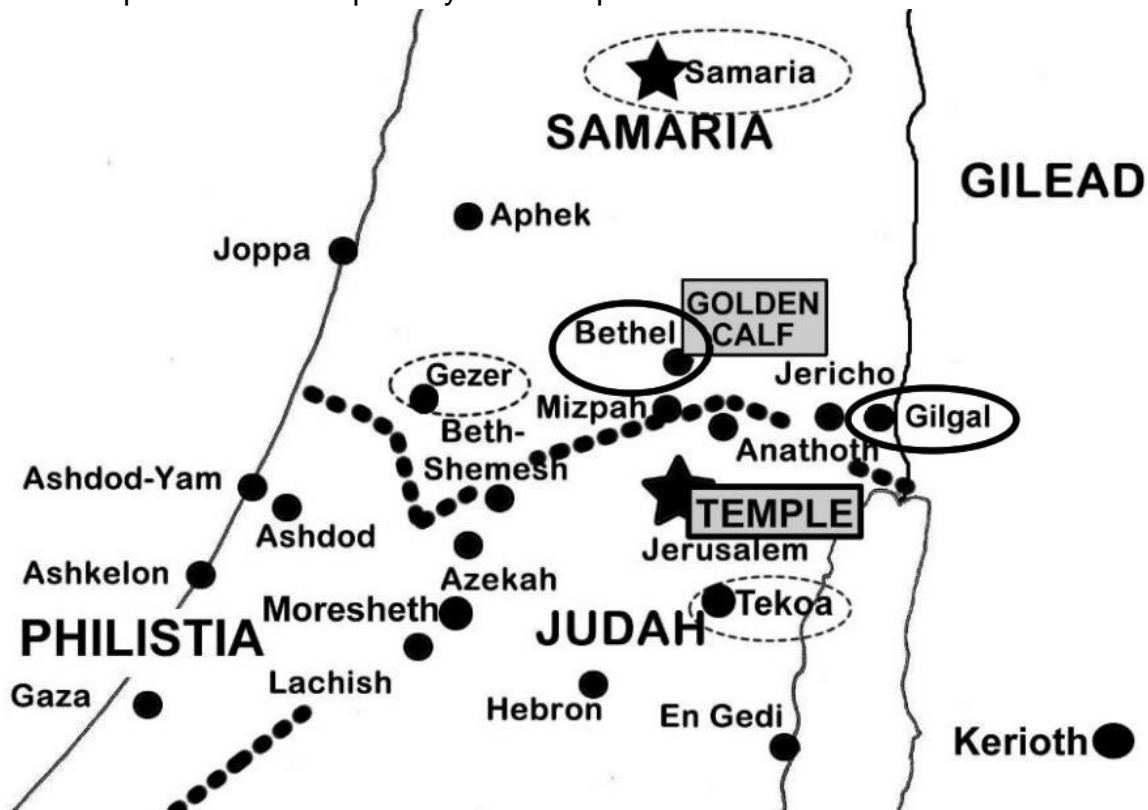 Samaria
SAMARIA
GILEAD
Aphek
Joppa
GOLDEN
CALF
Bethel
Jericho
Gezer
Mizpah
Gilgal
Beth-
Shemesh
Anathoth
Ashdod-Yam
TEMPLE
Ashdod
Jerusalem
Ashkelon
Azekah
Moresheth
Tekoa
JUDAH
PHILISTIA
Lachish
Gaza
Hebron
En Gedi
Kerioth